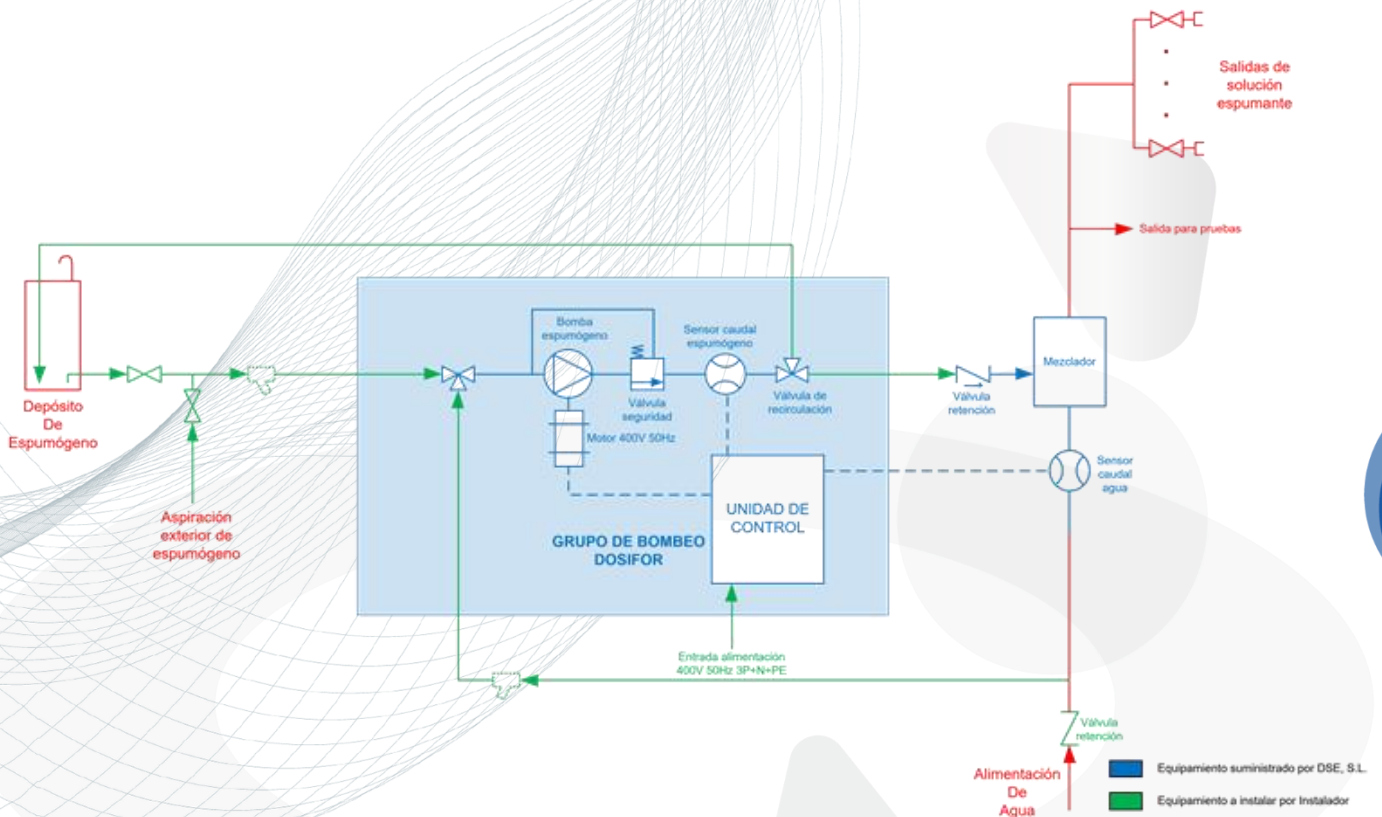 Salidas de
solución
espumante
Salida para pruebas
Bomba
espumógeno
Sensor caudal
espumógeno
Válvula
seguridad
Válvula de
recirculación
Motor 400V 50Hz
Válvula
retención
Mezclador
Sensor
caudal
agua
Depósito
De
Espumógeno
Aspiración
exterior de
espumógeno
UNIDAD DE
CONTROL
GRUPO DE BOMBEO
DOSIFOR
Entrada alimentación
400V 50Hz 3P+N+PE
Válvula
retención
Alimentación
De
Agua
Equipamiento suministrado por DSE, S.L.
Equipamiento a instalar por Instalador